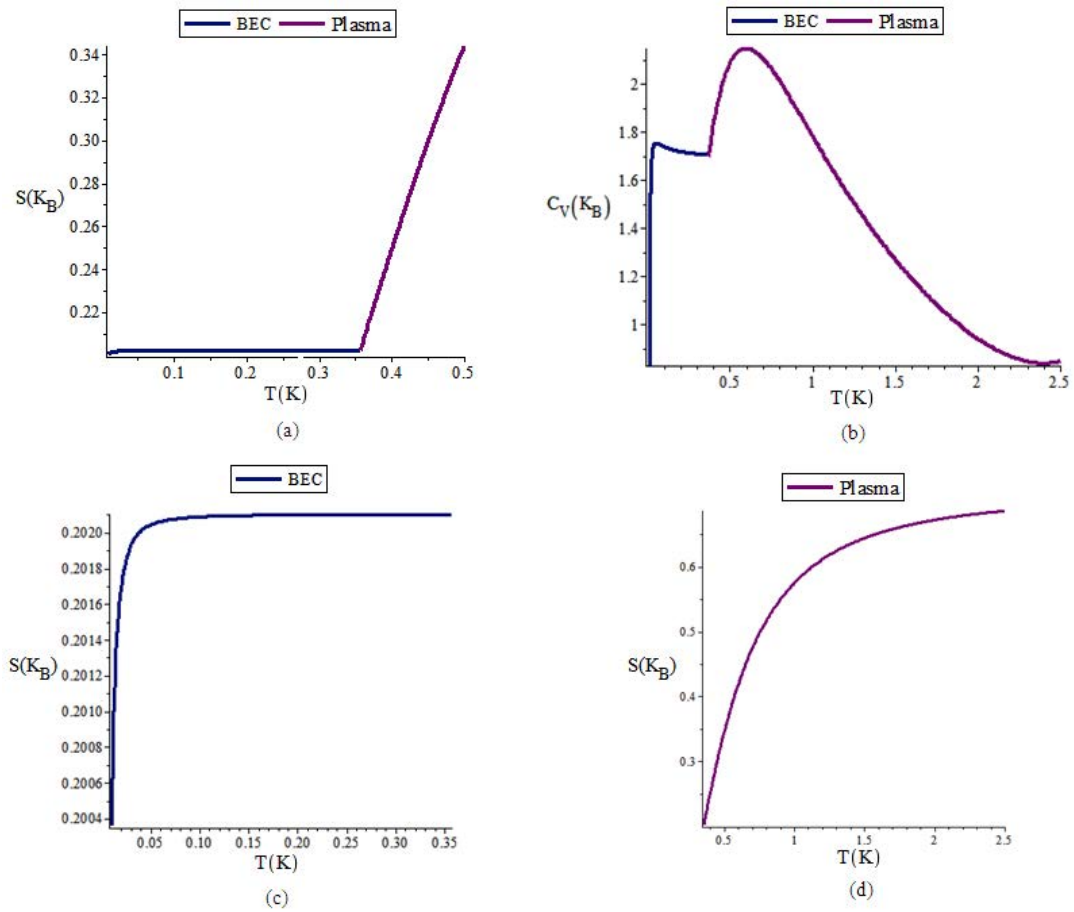 BEC Plasma
0.34
0.32
0.30
S(K_B)
0.28
0.26
0.24
0.22
0.1 0.2 0.3 0.4 0.5
T(K)
(a)
BEC Plasma
2
1.8
1.6
C_V(K_B)
1.4
1.2
1
0.5 1 1.5 2 2.5
T(K)
(b)
BEC
0.2020
0.2018
0.2016
0.2014
S(K_B)
0.2012
0.2010
0.2008
0.2006
0.2004
0.05 0.10 0.15 0.20 0.25 0.30 0.35
T(K)
(c)
Plasma
0.6
0.5
S(K_B)
0.4
0.3
0.5 1 1.5 2 2.5
T(K)
(d)